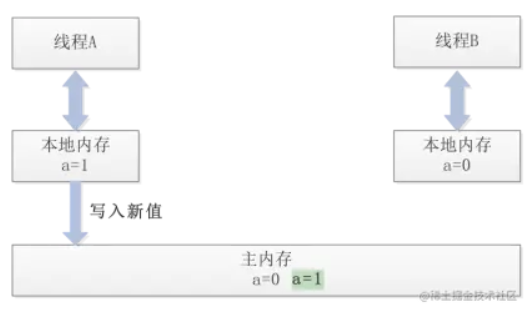 线程A
线程B
本地内存
a=1
本地内存
a=0
写入新值
主内存
a=0 a=1
@稀土掘金技术社区